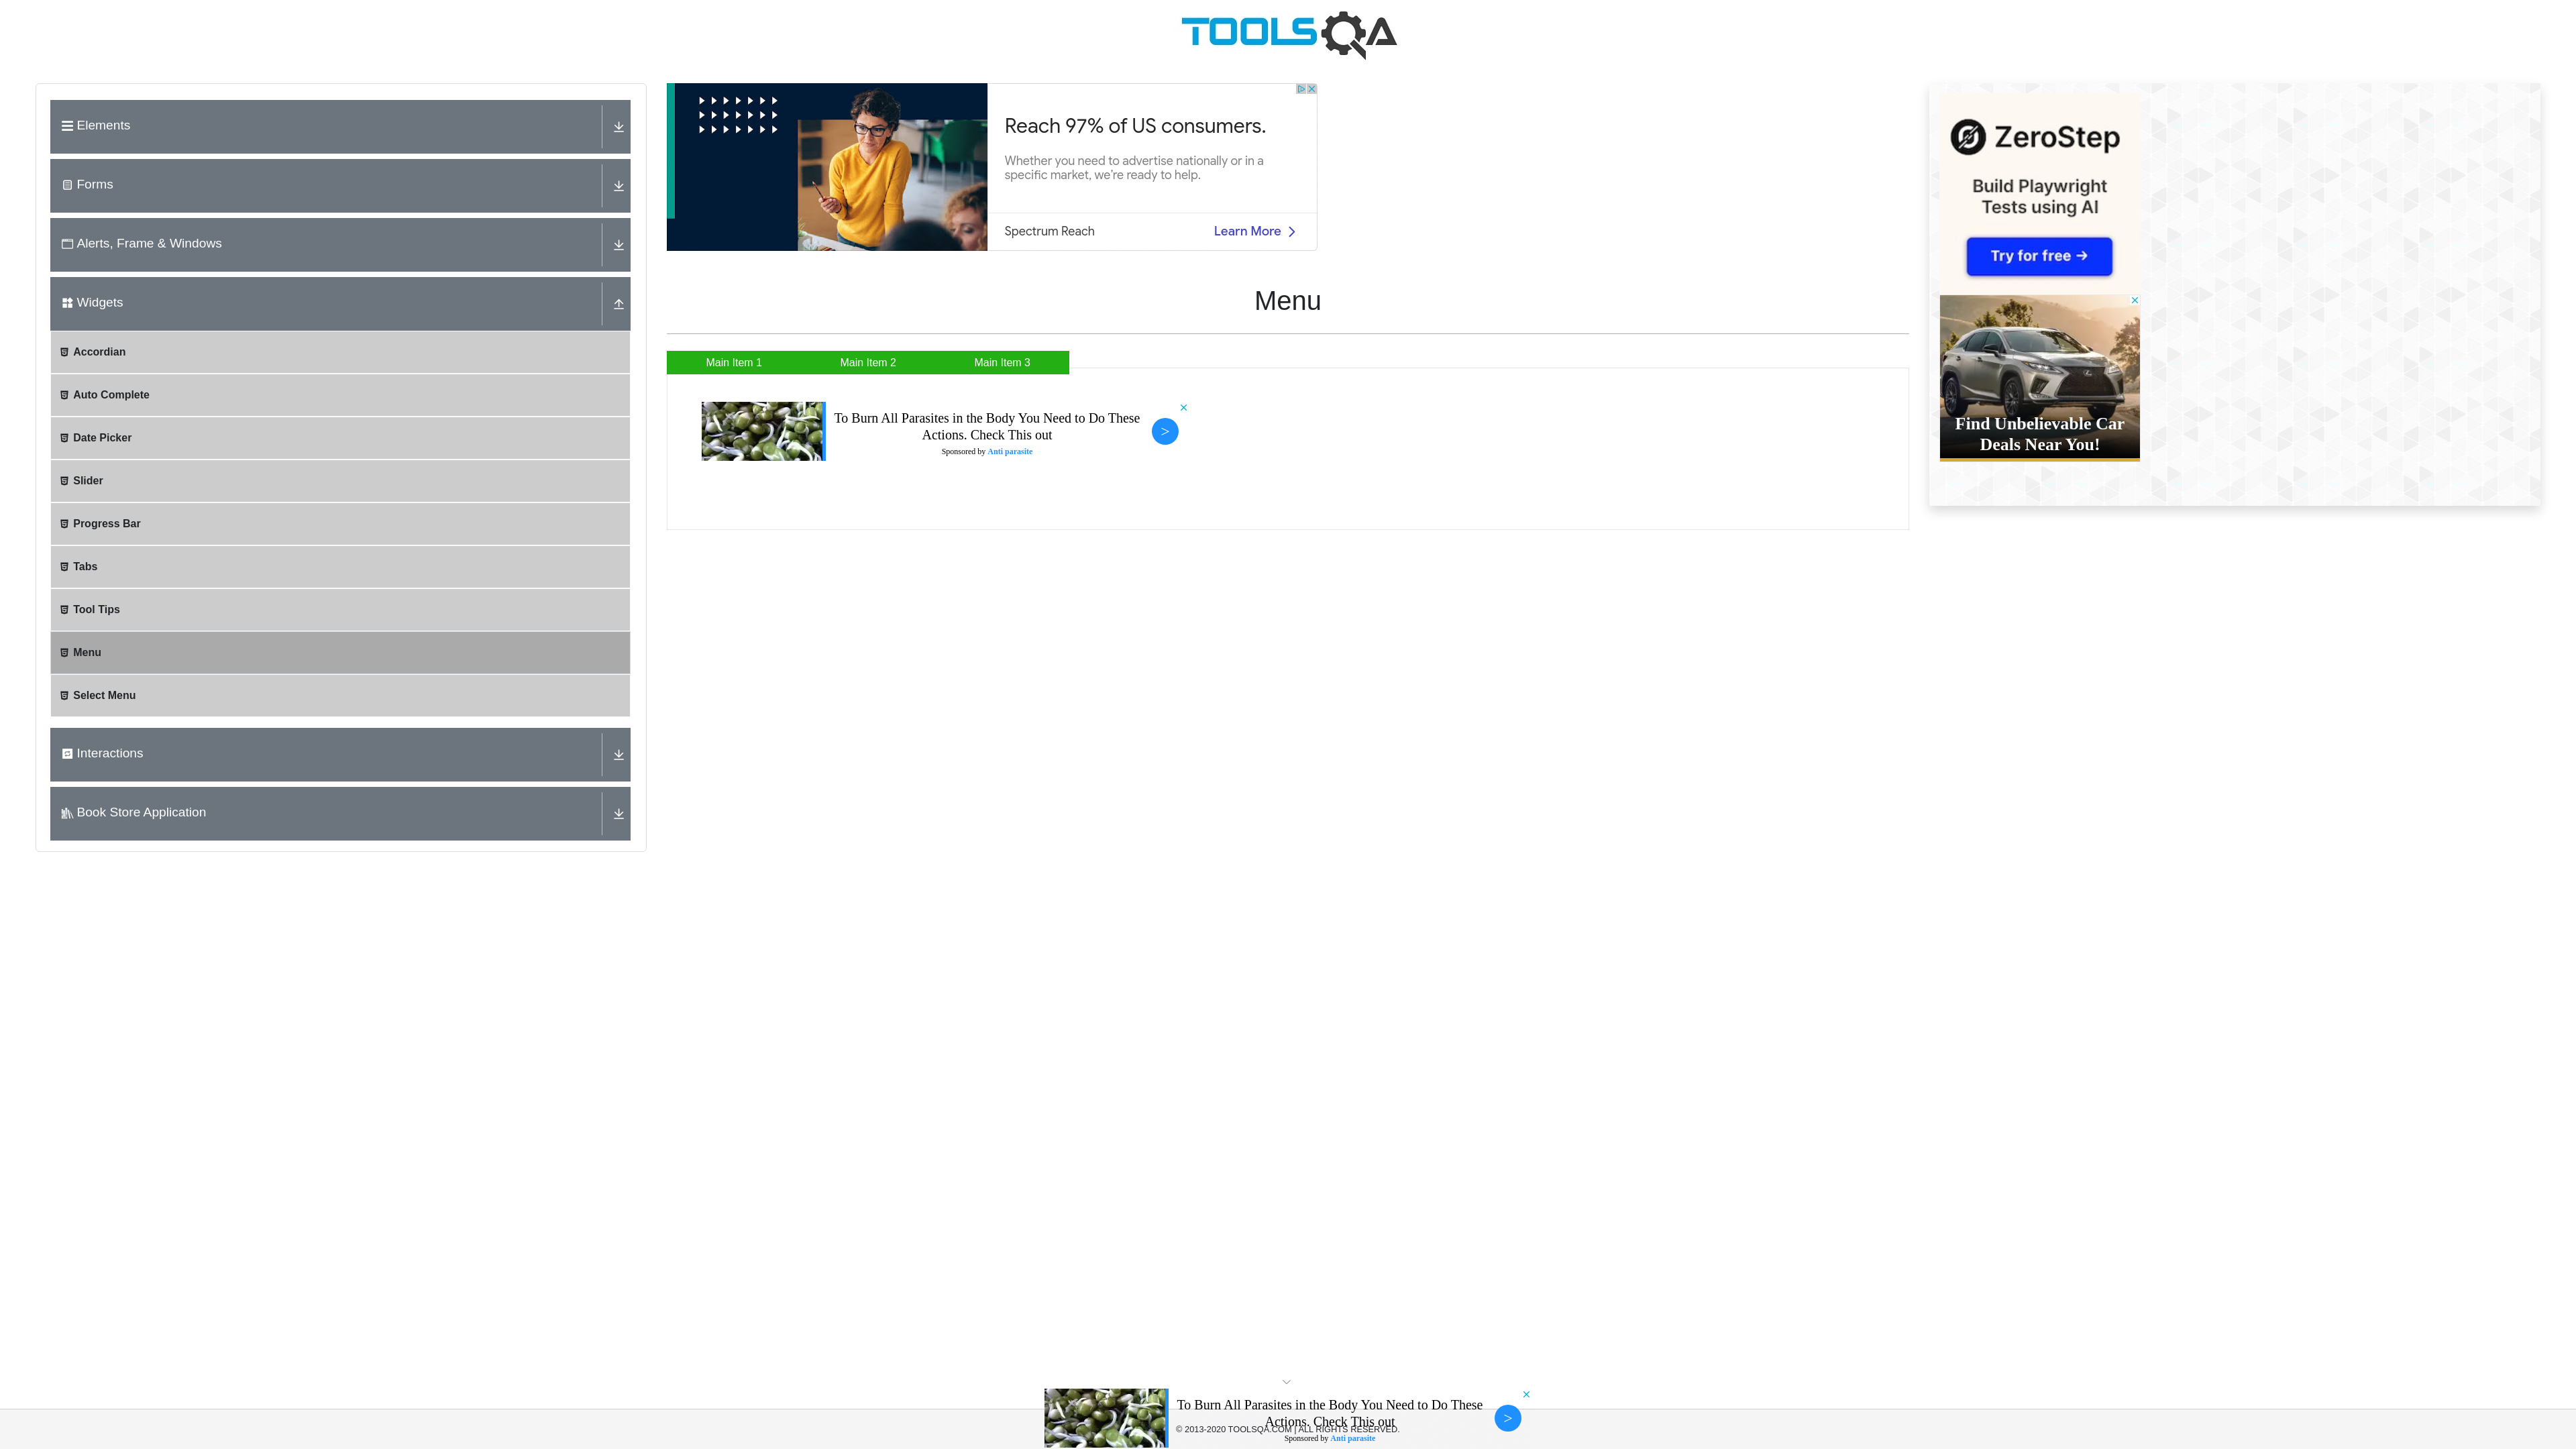 TOOLSQA
Elements
Forms
Alerts, Frame & Windows
Widgets
Accordian
Auto Complete
Date Picker
Slider
Progress Bar
Tabs
Tool Tips
Menu
Select Menu
Interactions
Book Store Application
Reach 97% of US consumers.
Whether you need to advertise nationally or in a
specific market, we're ready to help.
Spectrum Reach
Learn More
Menu
Main Item 1
Main Item 2
Main Item 3
To Burn All Parasites in the Body You Need to Do These
Actions. Check This out
Sponsored by Anti parasite
>
ZeroStep
Build Playwright
Tests using AI
Try for free →
Find Unbelievable Car
Deals Near You!
To Burn All Parasites in the Body You Need to Do These
Actions. Check This out
© 2013-2020 TOOLSQA.COM | ALL RIGHTS RESERVED.
Sponsored by Anti parasite
>